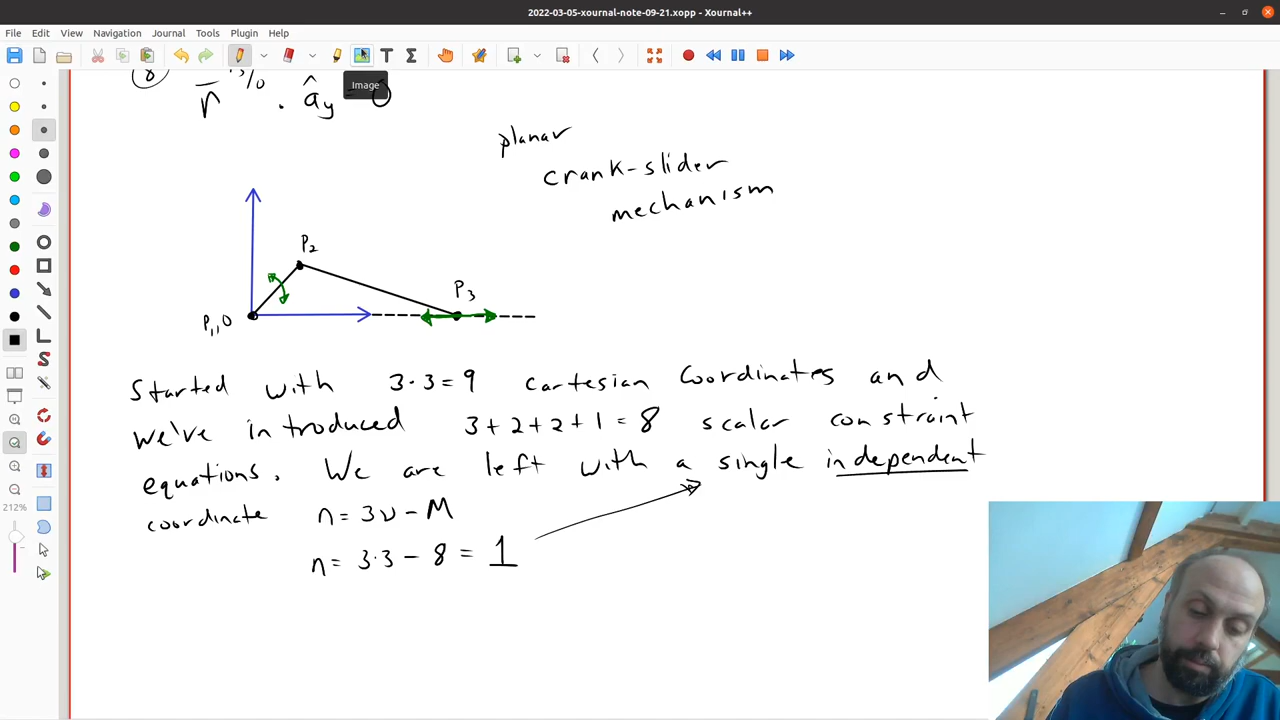 2022-03-05-xournal-note-09-21.xopp - Xournal++
File Edit View Navigation Journal Tools Plugin Help
Image
8
planar
crank-slider
mechanism
P2
P3
P1,O
Started with 3·3=9 Cartesian Coordinates and
We've introduced 3+2+2+1=8 scalar constraint
equations. We are left with a single independent
coordinate n = 3ν - M
n = 3·3 - 8 = 1
212%